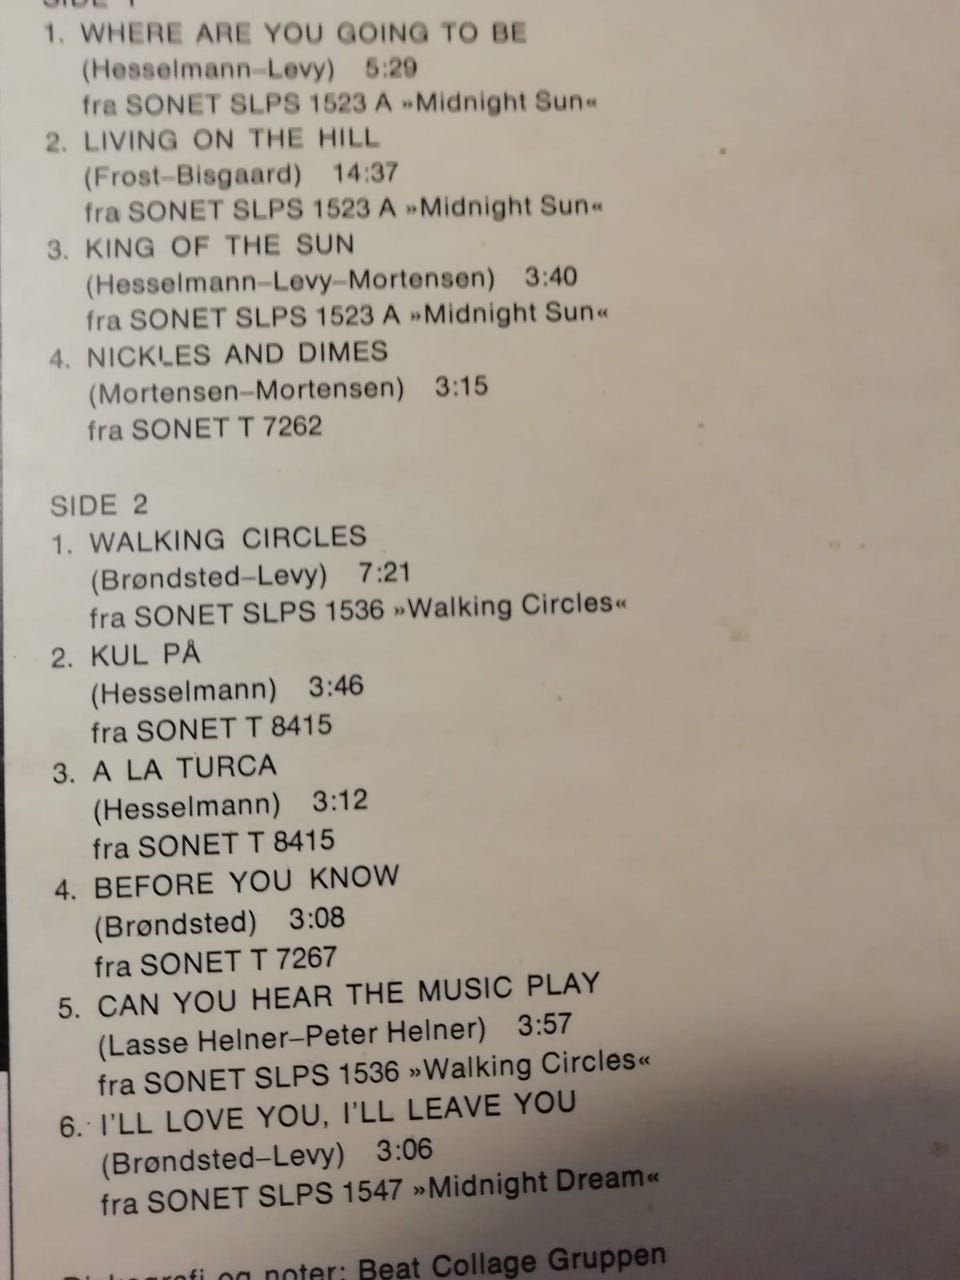 SIDE 1
1. WHERE ARE YOU GOING TO BE
(Hesselmann–Levy) 5:29
fra SONET SLPS 1523 A »Midnight Sun«
2. LIVING ON THE HILL
(Frost–Bisgaard) 14:37
fra SONET SLPS 1523 A »Midnight Sun«
3. KING OF THE SUN
(Hesselmann–Levy–Mortensen) 3:40
fra SONET SLPS 1523 A »Midnight Sun«
4. NICKLES AND DIMES
(Mortensen–Mortensen) 3:15
fra SONET T 7262
SIDE 2
1. WALKING CIRCLES
(Brøndsted–Levy) 7:21
fra SONET SLPS 1536 »Walking Circles«
2. KUL PÅ
(Hesselmann) 3:46
fra SONET T 8415
3. A LA TURCA
(Hesselmann) 3:12
fra SONET T 8415
4. BEFORE YOU KNOW
(Brøndsted) 3:08
fra SONET T 7267
5. CAN YOU HEAR THE MUSIC PLAY
(Lasse Helner–Peter Helner) 3:57
fra SONET SLPS 1536 »Walking Circles«
6. I'LL LOVE YOU, I'LL LEAVE YOU
(Brøndsted–Levy) 3:06
fra SONET SLPS 1547 »Midnight Dream«
og noter: Beat Collage Gruppen